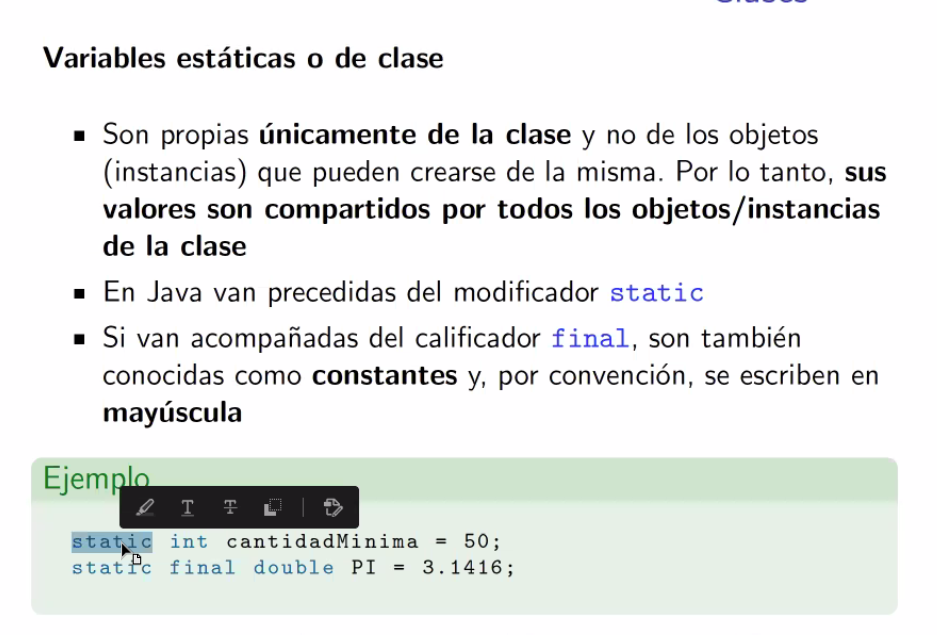 Clases
Variables estáticas o de clase
Son propias únicamente de la clase y no de los objetos
(instancias) que pueden crearse de la misma. Por lo tanto, sus
valores son compartidos por todos los objetos/instancias
de la clase
En Java van precedidas del modificador static
Si van acompañadas del calificador final, son también
conocidas como constantes y, por convención, se escriben en
mayúscula
Ejemplo
static int cantidadMinima = 50;
static final double PI = 3.1416;